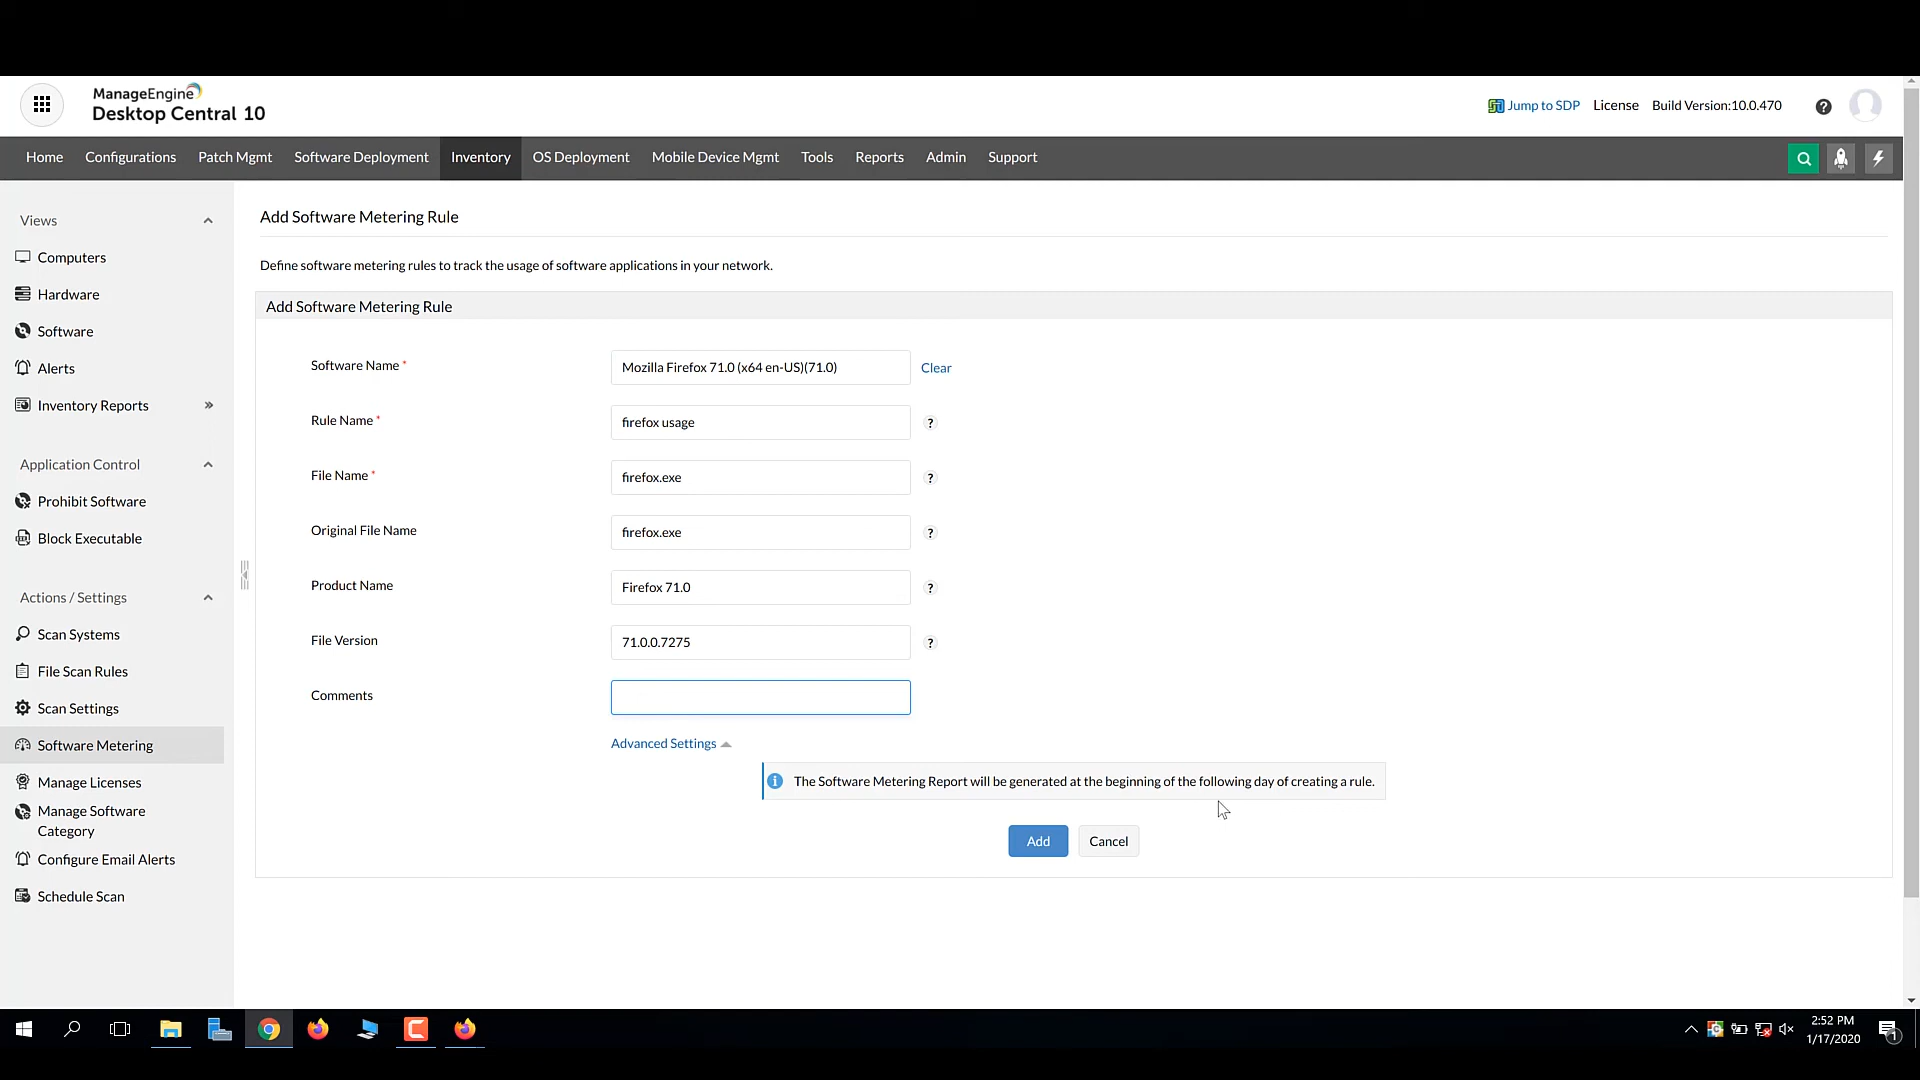 ManageEngine
Desktop Central 10
Jump to SDP License Build Version:10.0.470 ?
Home Configurations Patch Mgmt Software Deployment Inventory OS Deployment Mobile Device Mgmt Tools Reports Admin Support
Views
Computers
Hardware
Software
Alerts
Inventory Reports »
Application Control
Prohibit Software
Block Executable
Actions / Settings
Scan Systems
File Scan Rules
Scan Settings
Software Metering
Manage Licenses
Manage Software
Category
Configure Email Alerts
Schedule Scan
Add Software Metering Rule
Define software metering rules to track the usage of software applications in your network.
Add Software Metering Rule
Software Name * Mozilla Firefox 71.0 (x64 en-US)(71.0) Clear
Rule Name * firefox usage ?
File Name * firefox.exe ?
Original File Name firefox.exe ?
Product Name Firefox 71.0 ?
File Version 71.0.0.7275 ?
Comments
Advanced Settings
The Software Metering Report will be generated at the beginning of the following day of creating a rule.
Add Cancel
2:52 PM
1/17/2020
1